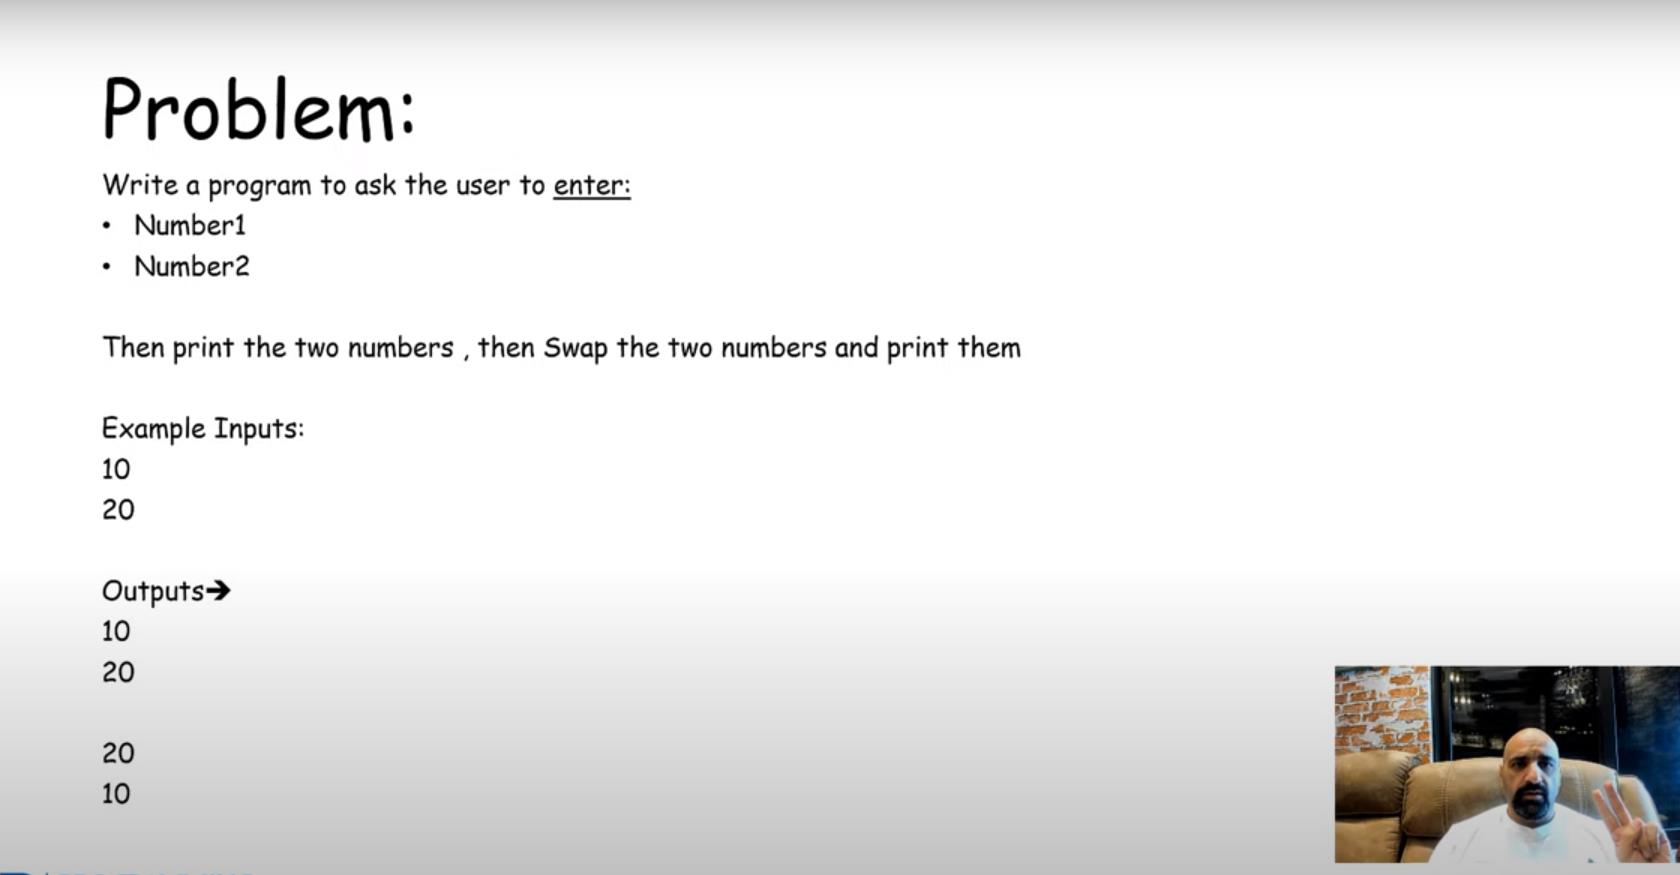 Problem:
Write a program to ask the user to enter:
• Number1
• Number2
Then print the two numbers , then Swap the two numbers and print them
Example Inputs:
10
20
Outputs➔
10
20
20
10